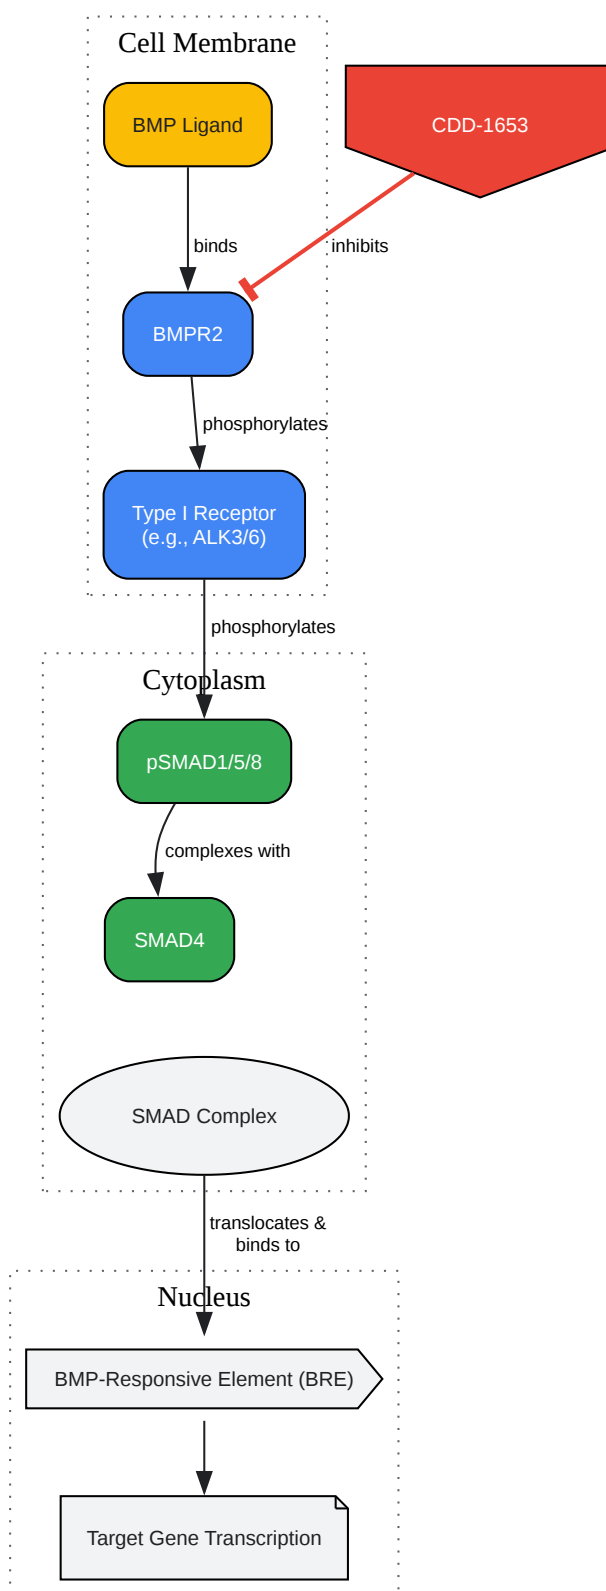 Cell Membrane
BMP Ligand
CDD-1653
binds
inhibits
BMPR2
phosphorylates
Type I Receptor
(e.g., ALK3/6)
phosphorylates
Cytoplasm
pSMAD1/5/8
complexes with
SMAD4
SMAD Complex
translocates &
binds to
Nucleus
BMP-Responsive Element (BRE)
Target Gene Transcription